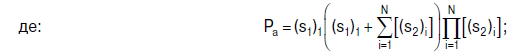 де: Pₐ = (s₁)₁((s₁)₁ + ∑ᵢ₌₁ᴺ[(s₂)ᵢ])∏ᵢ₌₁ᴺ[(s₂)ᵢ];